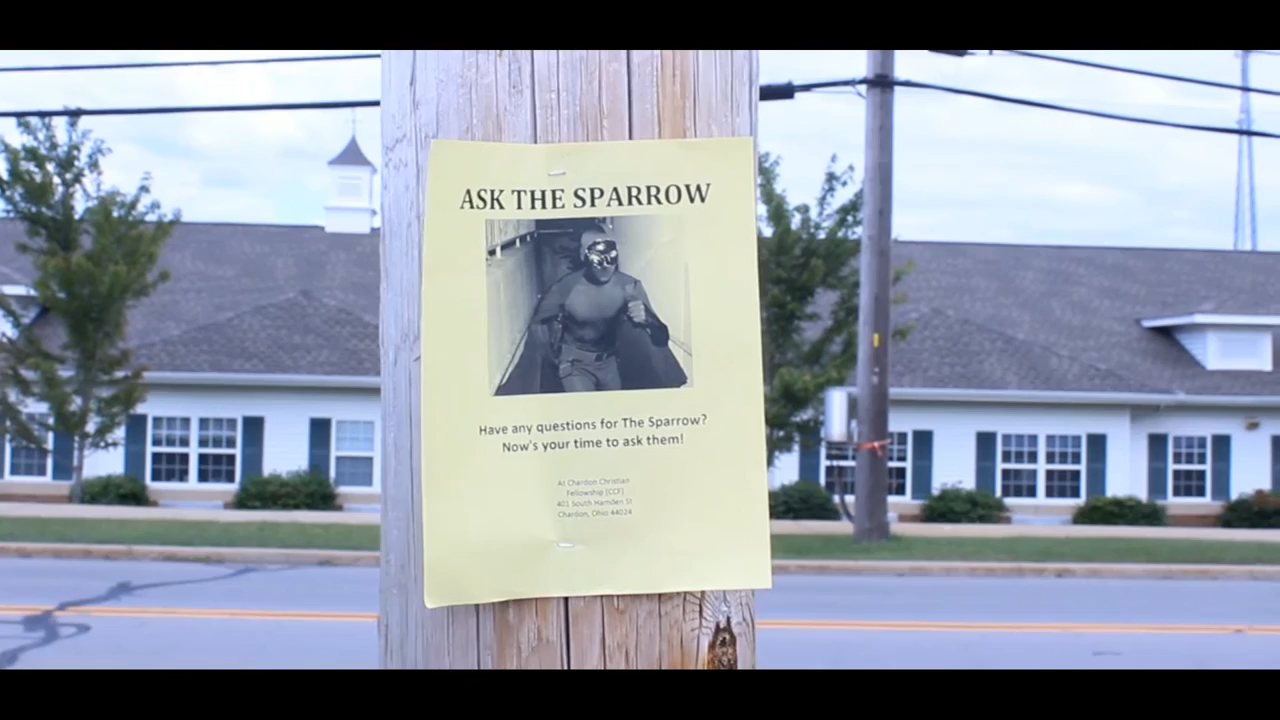 ASK THE SPARROW
Have any questions for The Sparrow?
Now's your time to ask them!
At Chardon Christian
Fellowship (CCF)
401 South Hamden St
Chardon, Ohio 44024